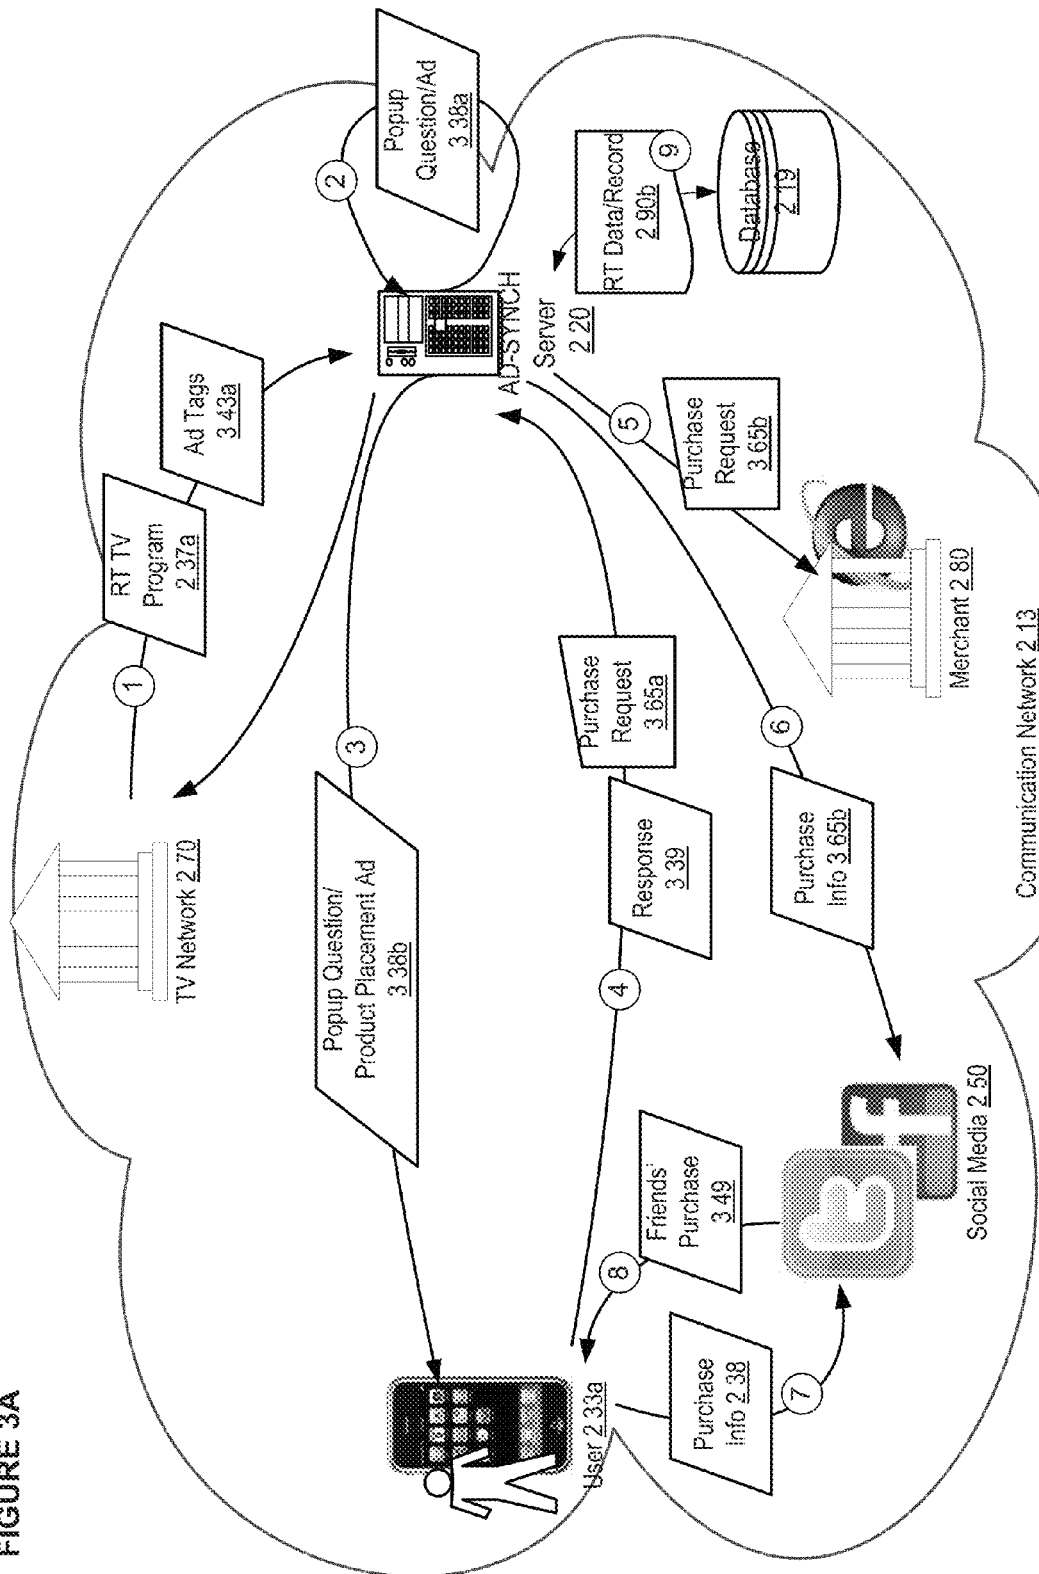 FIGURE 3A
TV Network 2.70
1
RT TV
Program
2.37a
Ad Tags
3.43a
2
Popup
Question/Ad
3.38a
Popup Question/
Product Placement Ad
3.38b
3
AD-SYNCH
Server
2.20
RT Data/Record
2.90b
9
Database
2.19
User 2.33a
4
Response
3.39
Purchase
Request
3.65a
5
Purchase
Request
3.65b
8
Friends'
Purchase
3.49
Purchase
Info 3.65b
6
Merchant 2.80
e
Purchase
Info 2.38
7
t
f
Social Media 2.50
Communication Network 2.13